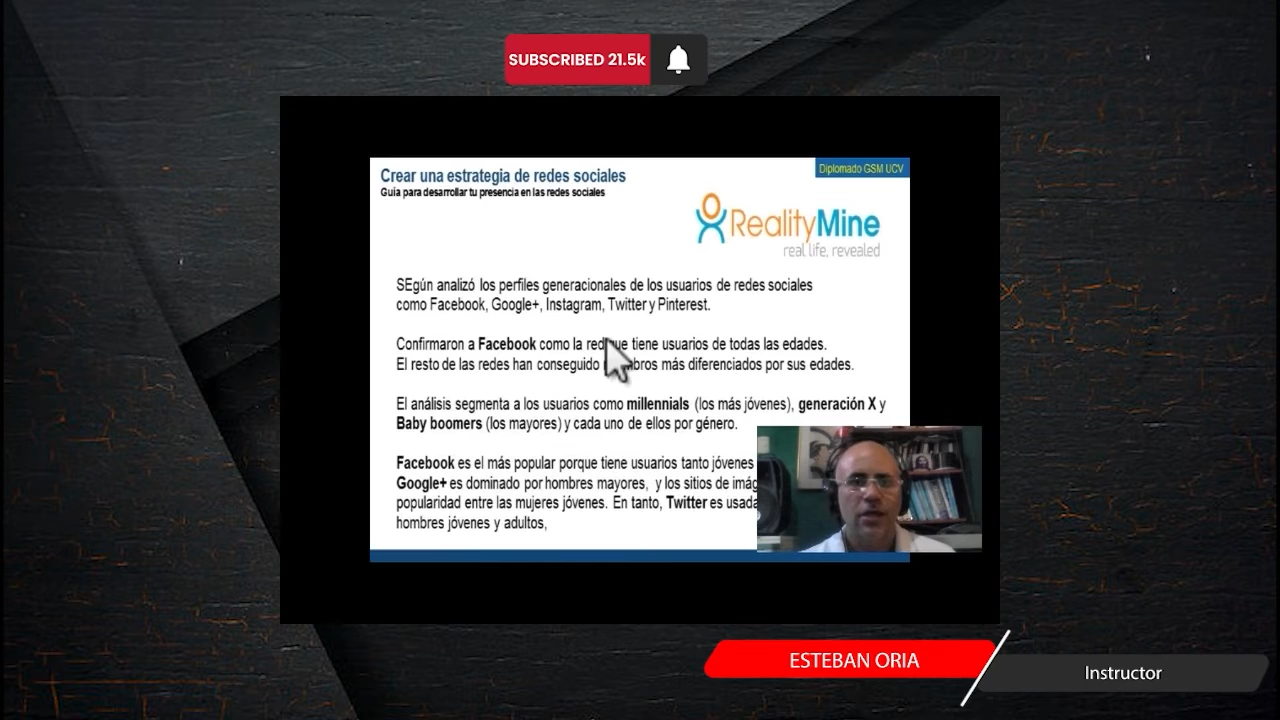 SUBSCRIBED 21.5k
Crear una estrategia de redes sociales
Diplomado GSM UCV
Guía para desarrollar tu presencia en las redes sociales
RealityMine
real life, revealed
SEgún analizó los perfiles generacionales de los usuarios de redes sociales
como Facebook, Google+, Instagram, Twitter y Pinterest.
Confirmaron a Facebook como la red que tiene usuarios de todas las edades.
El resto de las redes han conseguido más diferenciados por sus edades.
El análisis segmenta a los usuarios como millennials (los más jóvenes), generación X y
Baby boomers (los mayores) y cada uno de ellos por género.
Facebook es el más popular porque tiene usuarios tanto jóvenes
Google+ es dominado por hombres mayores, y los sitios de
popularidad entre las mujeres jóvenes. En tanto, Twitter es
hombres jóvenes y adultos,
ESTEBAN ORIA
Instructor